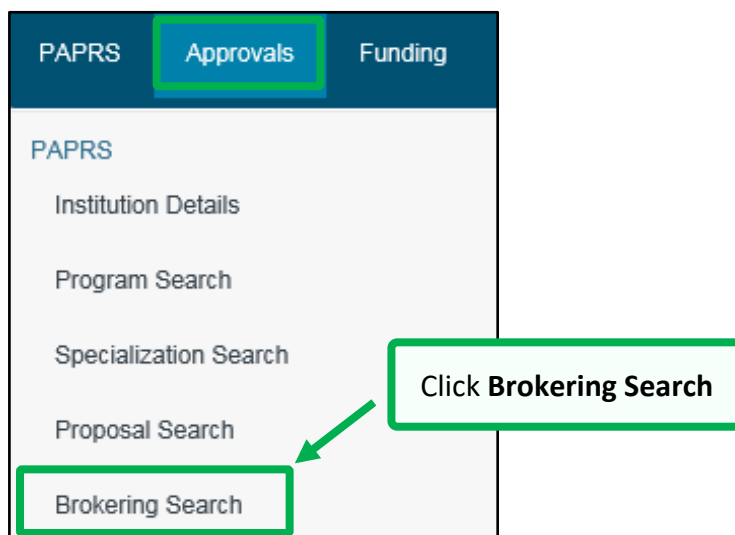 PAPRS Approvals Funding
PAPRS
Institution Details
Program Search
Specialization Search
Click Brokering Search
Proposal Search
Brokering Search